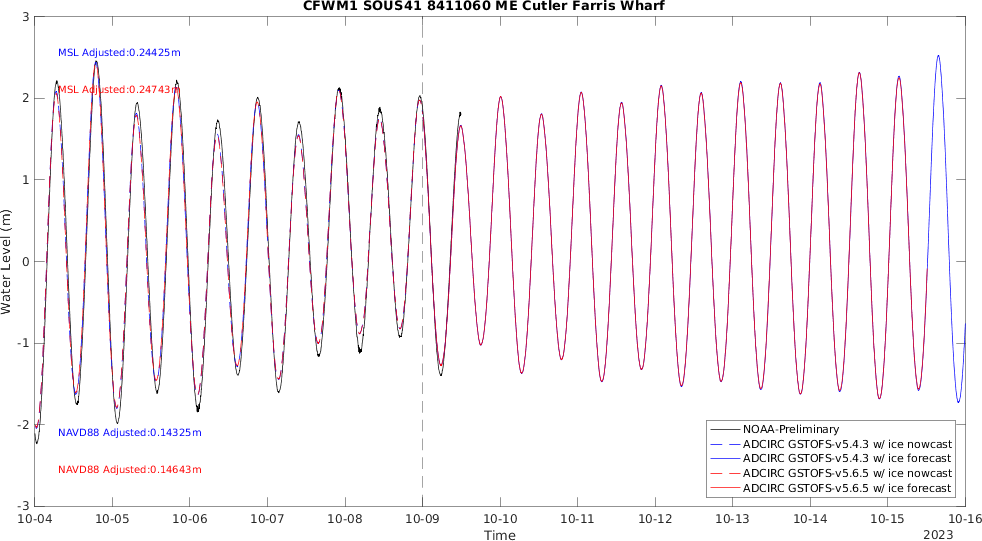 CFWM1 SOUS41 8411060 ME Cutler Farris Wharf
MSL Adjusted:0.24425m
MSL Adjusted:0.24743m
NAVD88 Adjusted:0.14325m
NAVD88 Adjusted:0.14643m
Water Level (m)
3
2
1
0
-1
-2
-3
NOAA-Preliminary
ADCIRC GSTOFS-v5.4.3 w/ ice nowcast
ADCIRC GSTOFS-v5.4.3 w/ ice forecast
ADCIRC GSTOFS-v5.6.5 w/ ice nowcast
ADCIRC GSTOFS-v5.6.5 w/ ice forecast
10-04 10-05 10-06 10-07 10-08 10-09 10-10 10-11 10-12 10-13 10-14 10-15 10-16
Time
2023